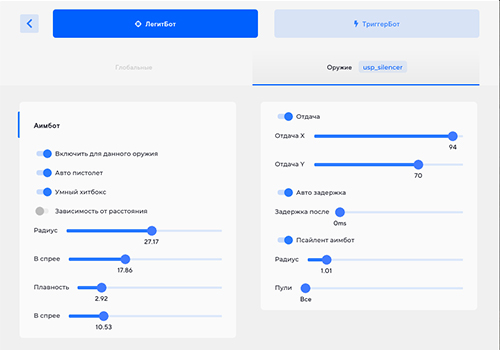 ЛегитБот
ТриггерБот
Глобальные
Оружие usp_silencer
Аимбот
Включить для данного оружия
Авто пистолет
Умный хитбокс
Зависимость от расстояния
Радиус
27.17
В спрее
17.86
Плавность
2.92
В спрее
10.53
Отдача
Отдача X
94
Отдача Y
70
Авто задержка
Задержка после
0ms
Псайлент аимбот
Радиус
1.01
Пули
Все